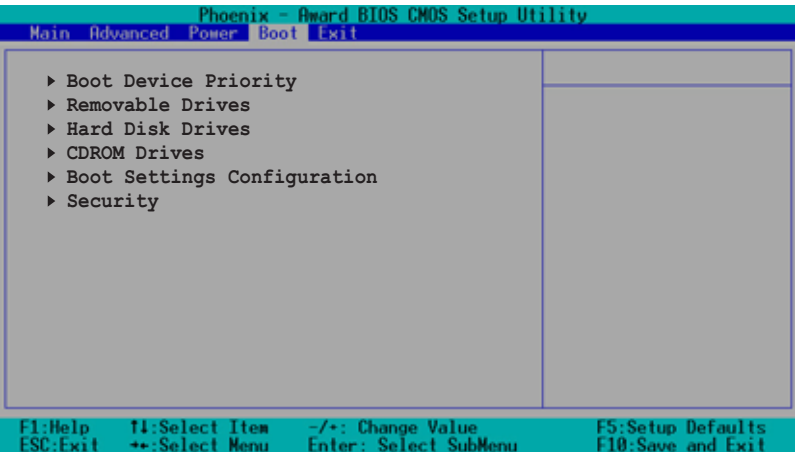 Phoenix - Award BIOS CMOS Setup Utility
Main Advanced Power Boot Exit
Boot Device Priority
Removable Drives
Hard Disk Drives
CDROM Drives
Boot Settings Configuration
Security
F1:Help ↑↓:Select Item -/+: Change Value F5:Setup Defaults
ESC:Exit →←:Select Menu Enter: Select SubMenu F10:Save and Exit